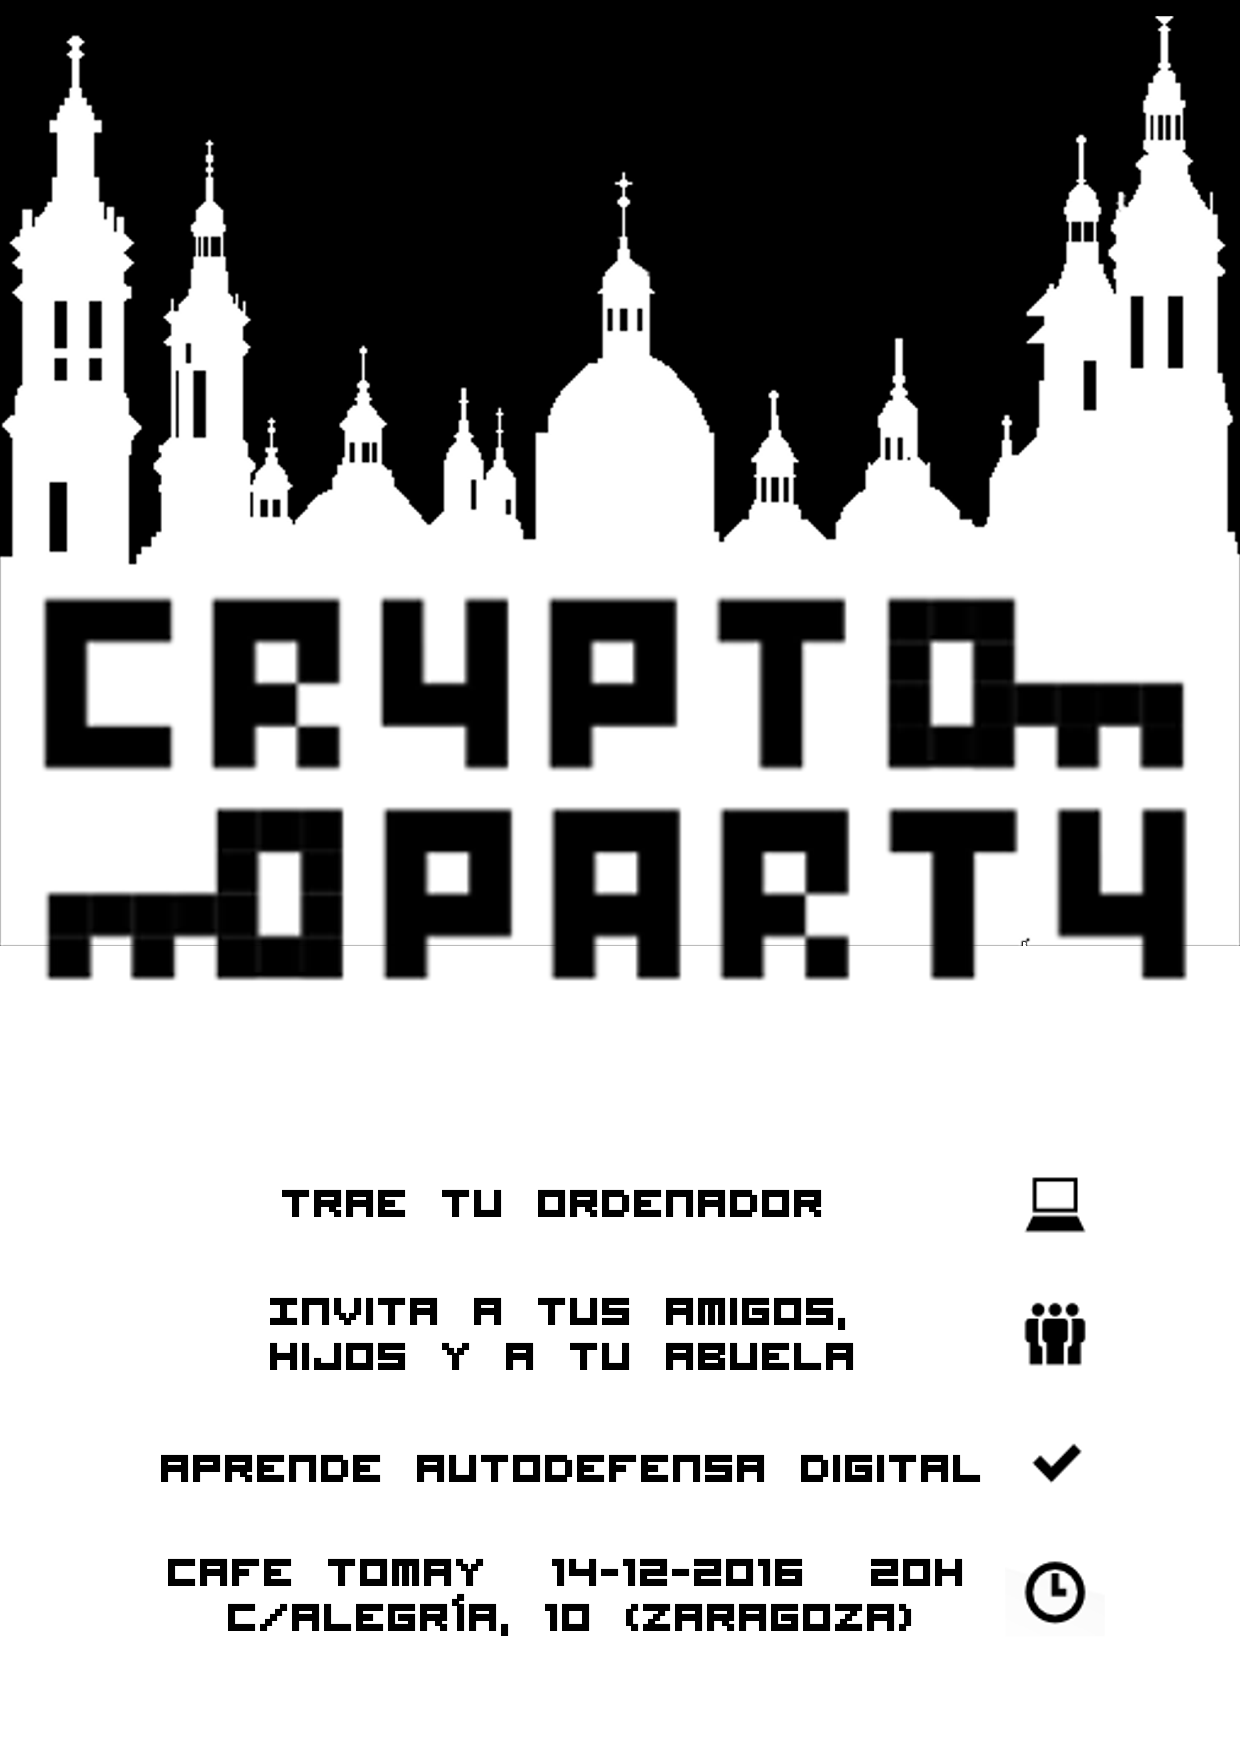 CRYPTO
PARTY
TRAE TU ORDENADOR
INVITA A TUS AMIGOS,
HIJOS Y A TU ABUELA
APRENDE AUTODEFENSA DIGITAL
CAFE TOMAY 14-12-2016 20H
C/ALEGRÍA, 10 (ZARAGOZA)